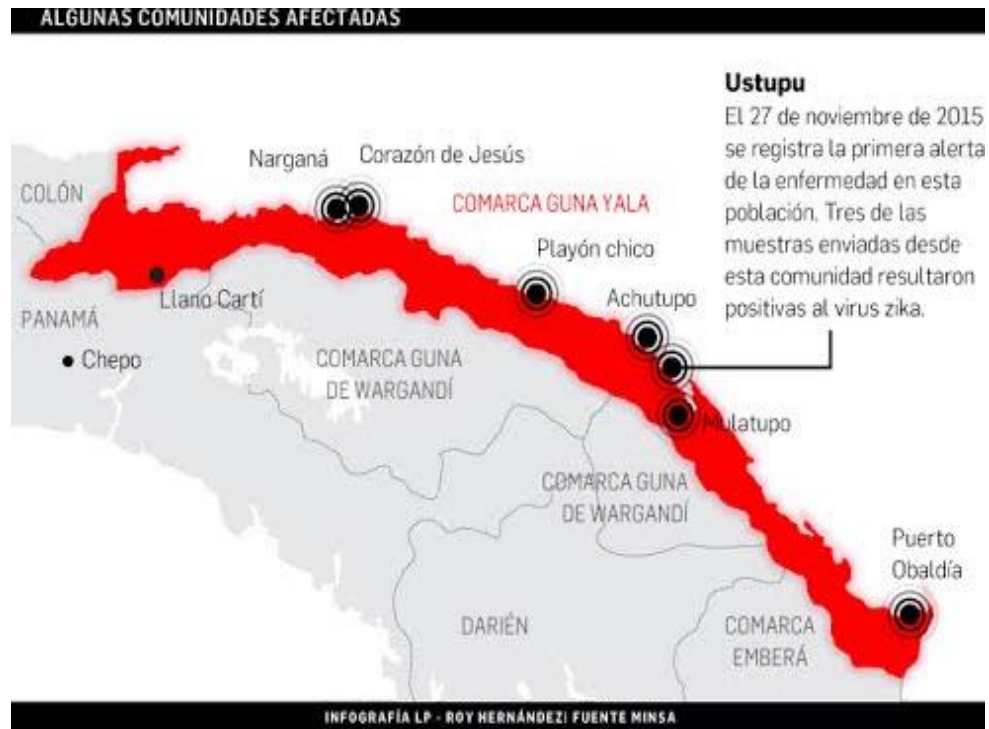 ALGUNAS COMUNIDADES AFECTADAS
Ustupu
El 27 de noviembre de 2015
se registra la primera alerta
de la enfermedad en esta
población. Tres de las
muestras enviadas desde
esta comunidad resultaron
positivas al virus zika.
Narganá
Corazón de Jesús
COLÓN
COMARCA GUNA YALA
Playón chico
Achutupo
Llano Cartí
PANAMÁ
Chepo
COMARCA GUNA
DE WARGANDÍ
Mulatupo
COMARCA GUNA
DE WARGANDÍ
Puerto
Obaldía
DARIÉN
COMARCA
EMBERÁ
INFOGRAFÍA LP - ROY HERNÁNDEZ| FUENTE MINSA